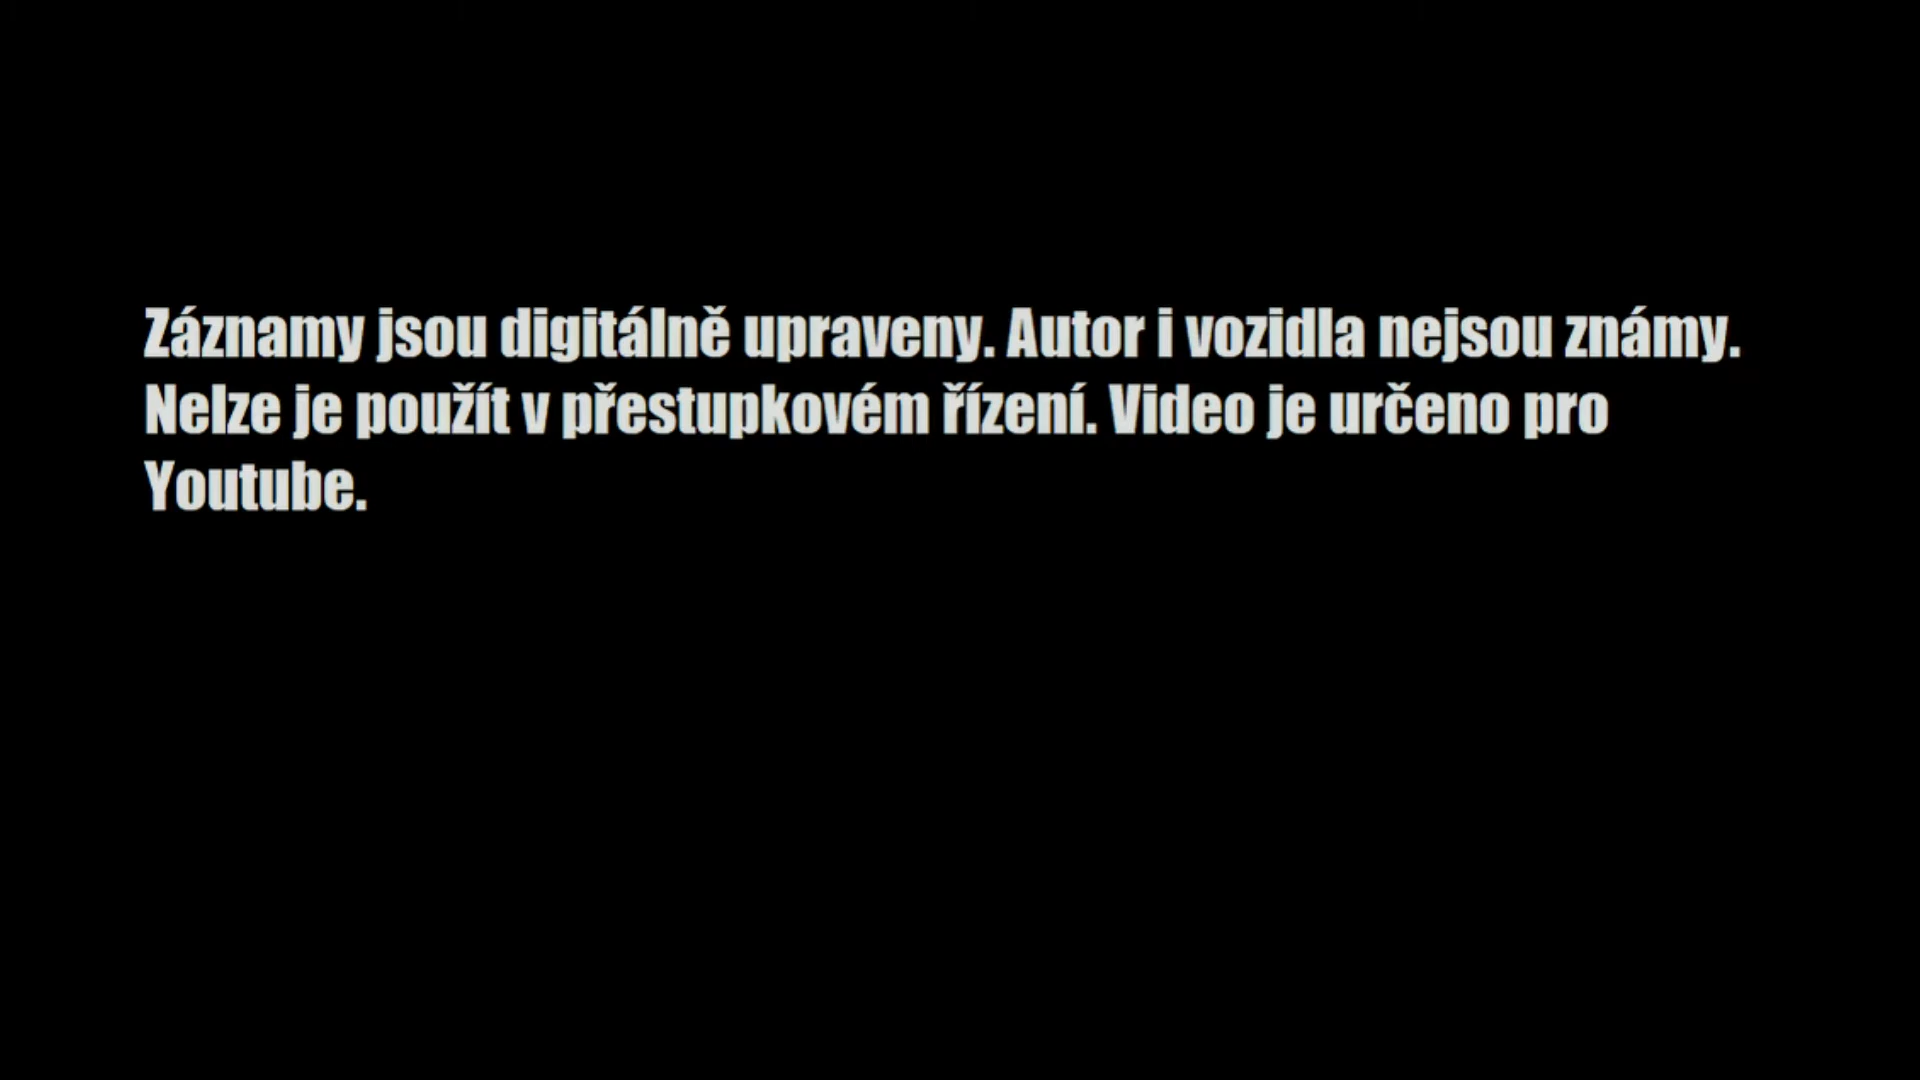 Záznamy jsou digitálně upraveny. Autor i vozidla nejsou známy.
Nelze je použít v přestupkovém řízení. Video je určeno pro
Youtube.